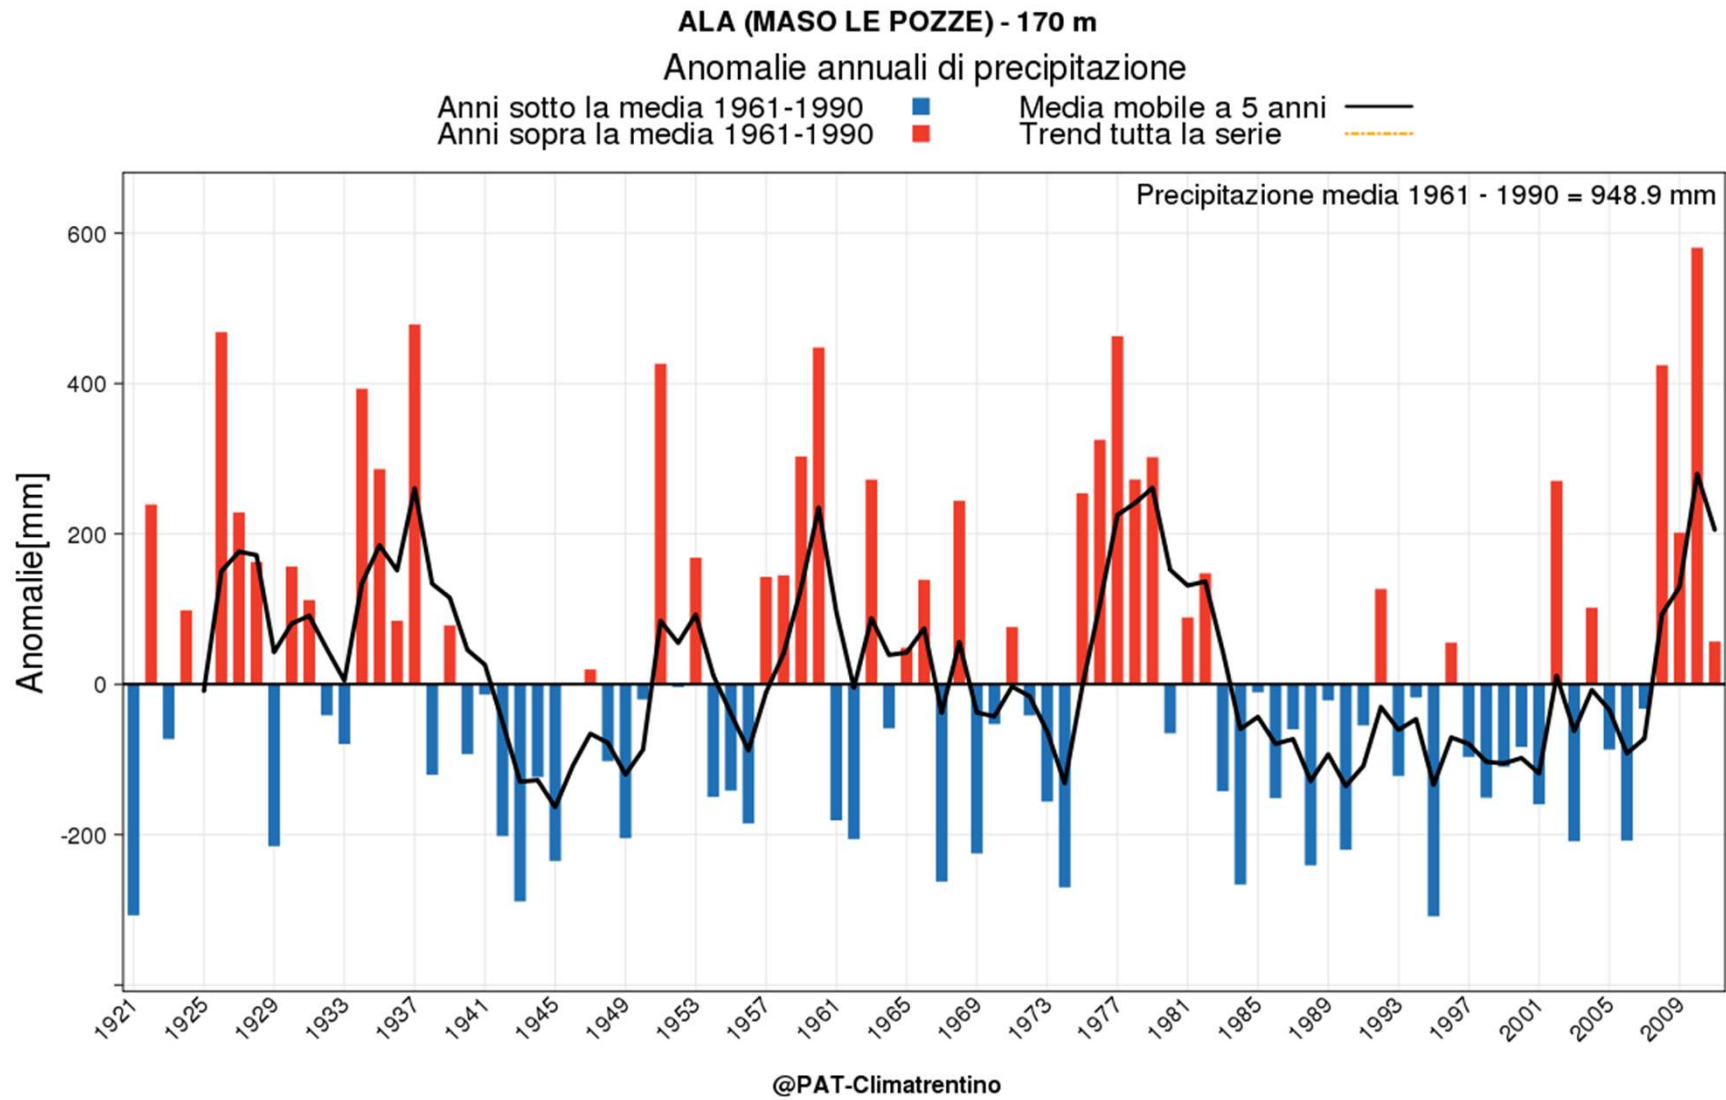 ALA (MASO LE POZZE) - 170 m
Anomalie annuali di precipitazione
Anni sotto la media 1961-1990
Media mobile a 5 anni
Anni sopra la media 1961-1990
Trend tutta la serie
Precipitazione media 1961 - 1990 = 948.9 mm
600
400
200
0
-200
Anomalie[mm]
1921 1925 1929 1933 1937 1941 1945 1949 1953 1957 1961 1965 1969 1973 1977 1981 1985 1989 1993 1997 2001 2005 2009
@PAT-Climatrentino